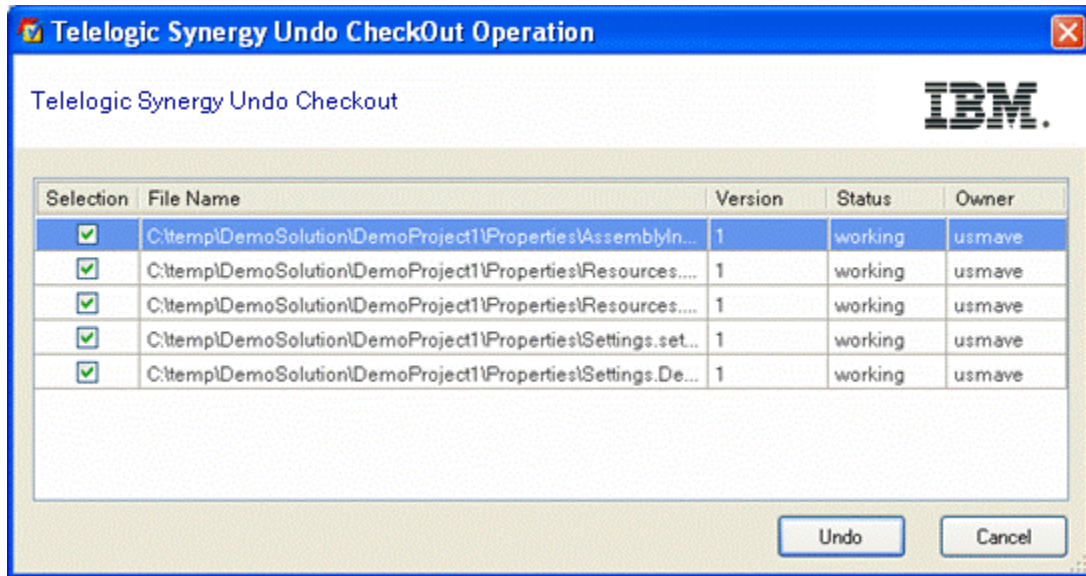 Telelogic Synergy Undo CheckOut Operation
Telelogic Synergy Undo Checkout
IBM.
Selection File Name Version Status Owner
C:\temp\DemoSolution\DemoProject1\Properties\AssemblyIn... 1 working usmave
C:\temp\DemoSolution\DemoProject1\Properties\Resources.... 1 working usmave
C:\temp\DemoSolution\DemoProject1\Properties\Resources.... 1 working usmave
C:\temp\DemoSolution\DemoProject1\Properties\Settings.set... 1 working usmave
C:\temp\DemoSolution\DemoProject1\Properties\Settings.De... 1 working usmave
Undo Cancel